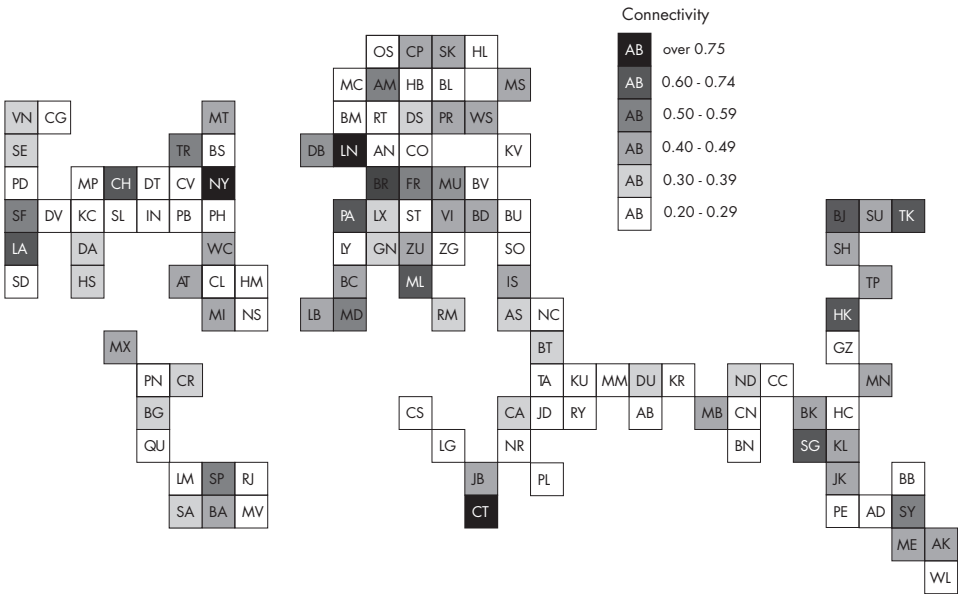 Connectivity
AB over 0.75
AB 0.60 - 0.74
AB 0.50 - 0.59
AB 0.40 - 0.49
AB 0.30 - 0.39
AB 0.20 - 0.29
OS CP SK HL
MC AM HB BL MS
VN CG MT BM RT DS PR WS
SE TR BS DB LN AN CO KV
PD MP CH DT CV NY BR FR MU BV
SF DV KC SL IN PB PH PA LX ST VI BD BU BJ SU TK
LA DA WC LY GN ZU ZG SO SH
SD HS AT CL HM BC ML IS TP
MI NS LB MD RM AS NC HK
MX BT GZ
PN CR TA KU MM DU KR ND CC MN
BG CS CA JD RY AB MB CN BK HC
QU LG NR BN SG KL
LM SP RJ JB PL JK BB
SA BA MV CT PE AD SY
ME AK
WL